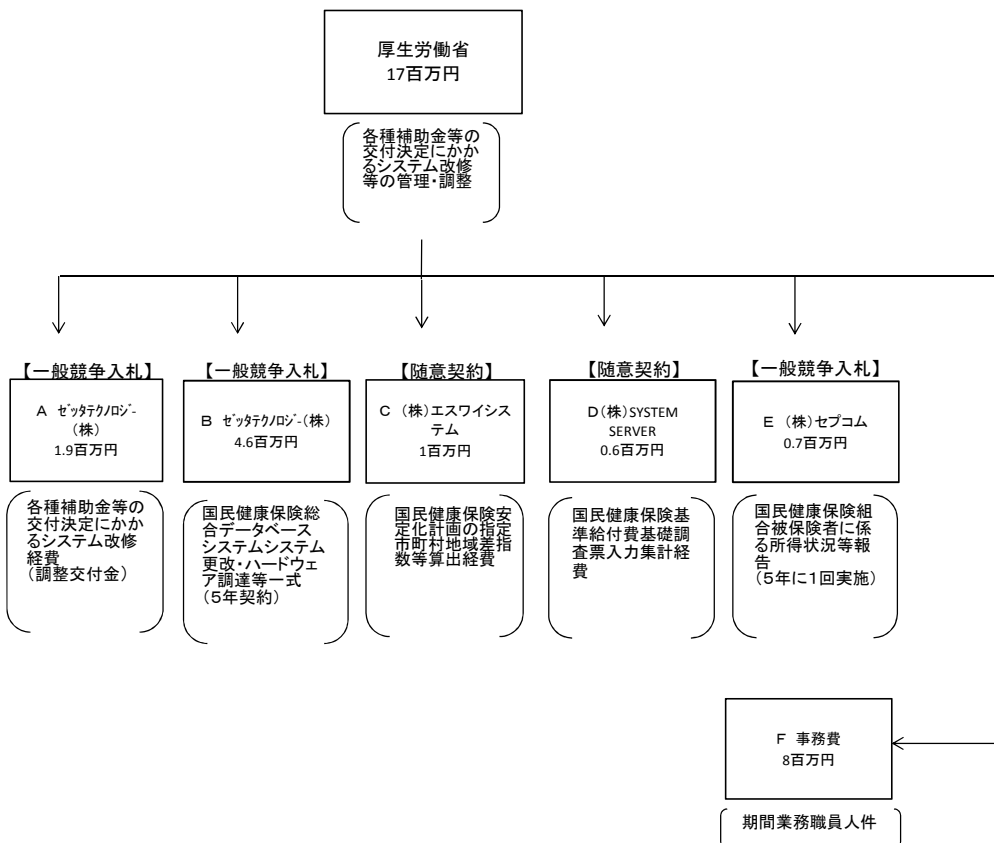 厚生労働省
17百万円
各種補助金等の
交付決定にかか
るシステム改修
等の管理・調整
【一般競争入札】
A ｾﾞｯﾀﾃｸﾉﾛｼﾞｰ
(株)
1.9百万円
各種補助金等の
交付決定にかか
るシステム改修
経費
(調整交付金)
【一般競争入札】
B ｾﾞｯﾀﾃｸﾉﾛｼﾞｰ(株)
4.6百万円
国民健康保険総
合データベース
システムシステム
更改・ハードウェ
ア調達等一式
(5年契約)
【随意契約】
C (株)エスワイシス
テム
1百万円
国民健康保険安
定化計画の指定
市町村地域差指
数等算出経費
【随意契約】
D(株)SYSTEM
SERVER
0.6百万円
国民健康保険基
準給付費基礎調
査票入力集計経
費
【一般競争入札】
E (株)セプコム
0.7百万円
国民健康保険組
合被保険者に係
る所得状況等報
告
(5年に1回実施)
F 事務費
8百万円
期間業務職員人件